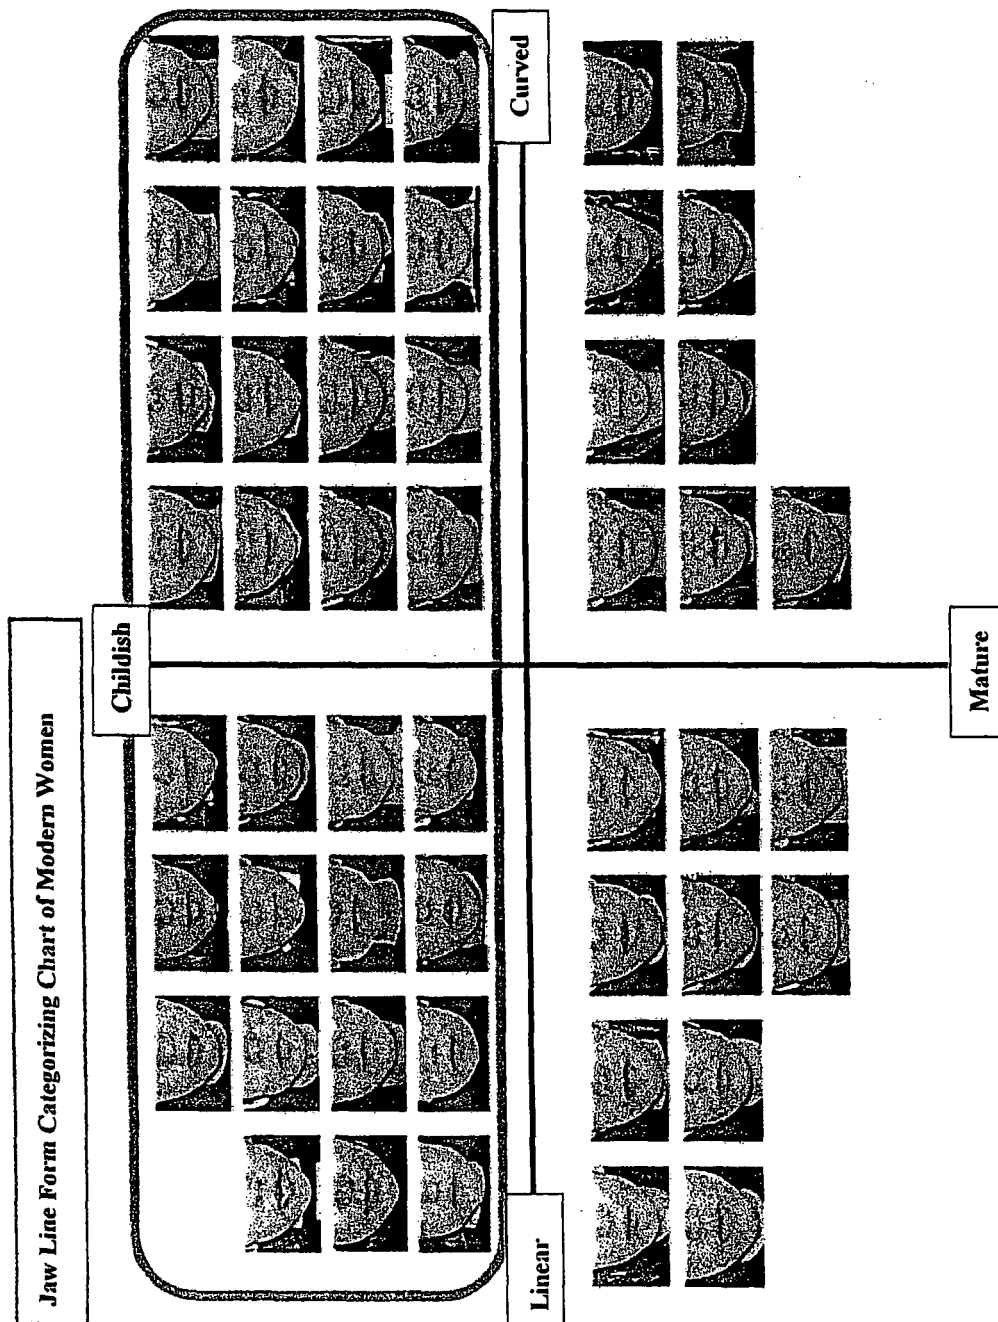 Jaw Line Form Categorizing Chart of Modern Women
Childish
Linear
Curved
Mature